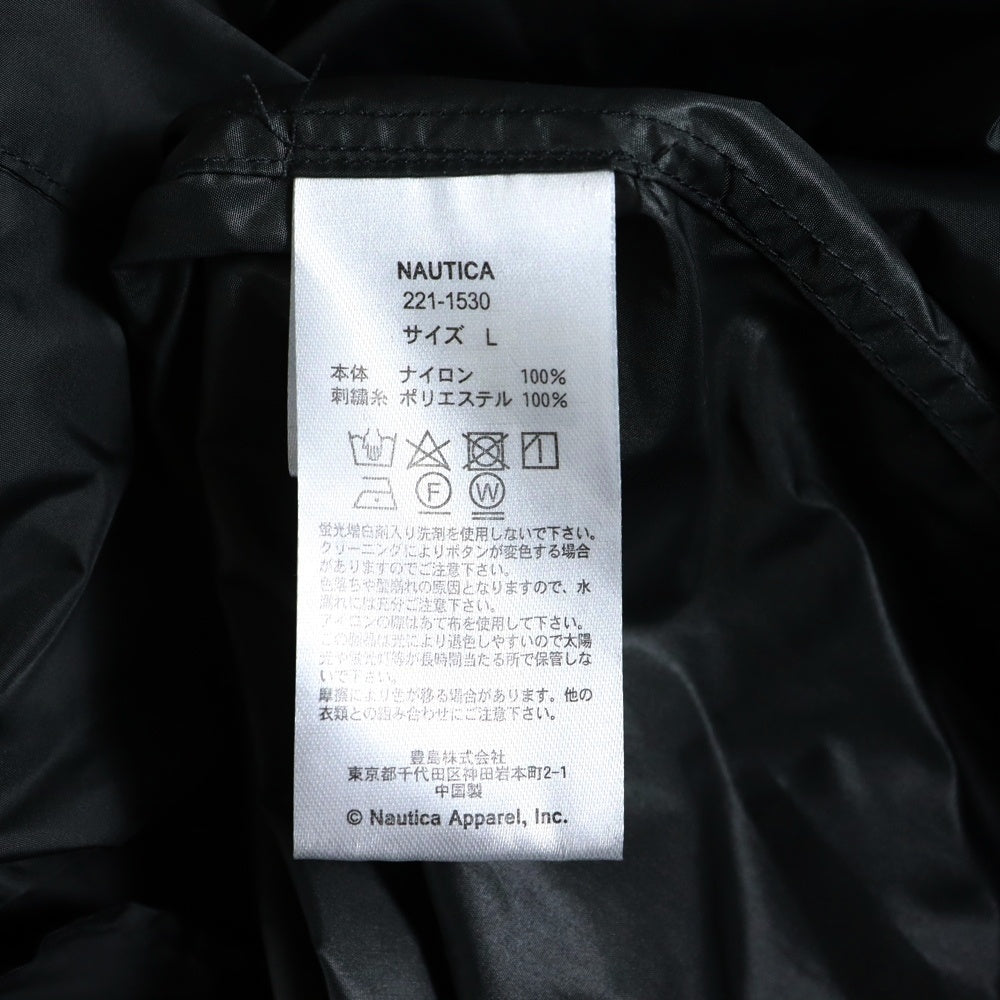 NAUTICA
221-1530
サイズ L
本体 ナイロン 100%
刺繍糸 ポリエステル 100%
F W
蛍光増白剤入り洗剤を使用しないで下さい。
クリーニングによりボタンが変色する場合
がありますのでご注意下さい。
色落ちや型崩れの原因となりますので、水
濡れには充分ご注意下さい。
アイロンの際はあて布を使用して下さい。
この製品は光により退色しやすいので太陽
光や蛍光灯等が長時間当たる所で保管しな
いで下さい。
摩擦により色が移る場合があります。他の
衣類との組み合わせにご注意下さい。
豊島株式会社
東京都千代田区神田岩本町2-1
中国製
© Nautica Apparel, Inc.